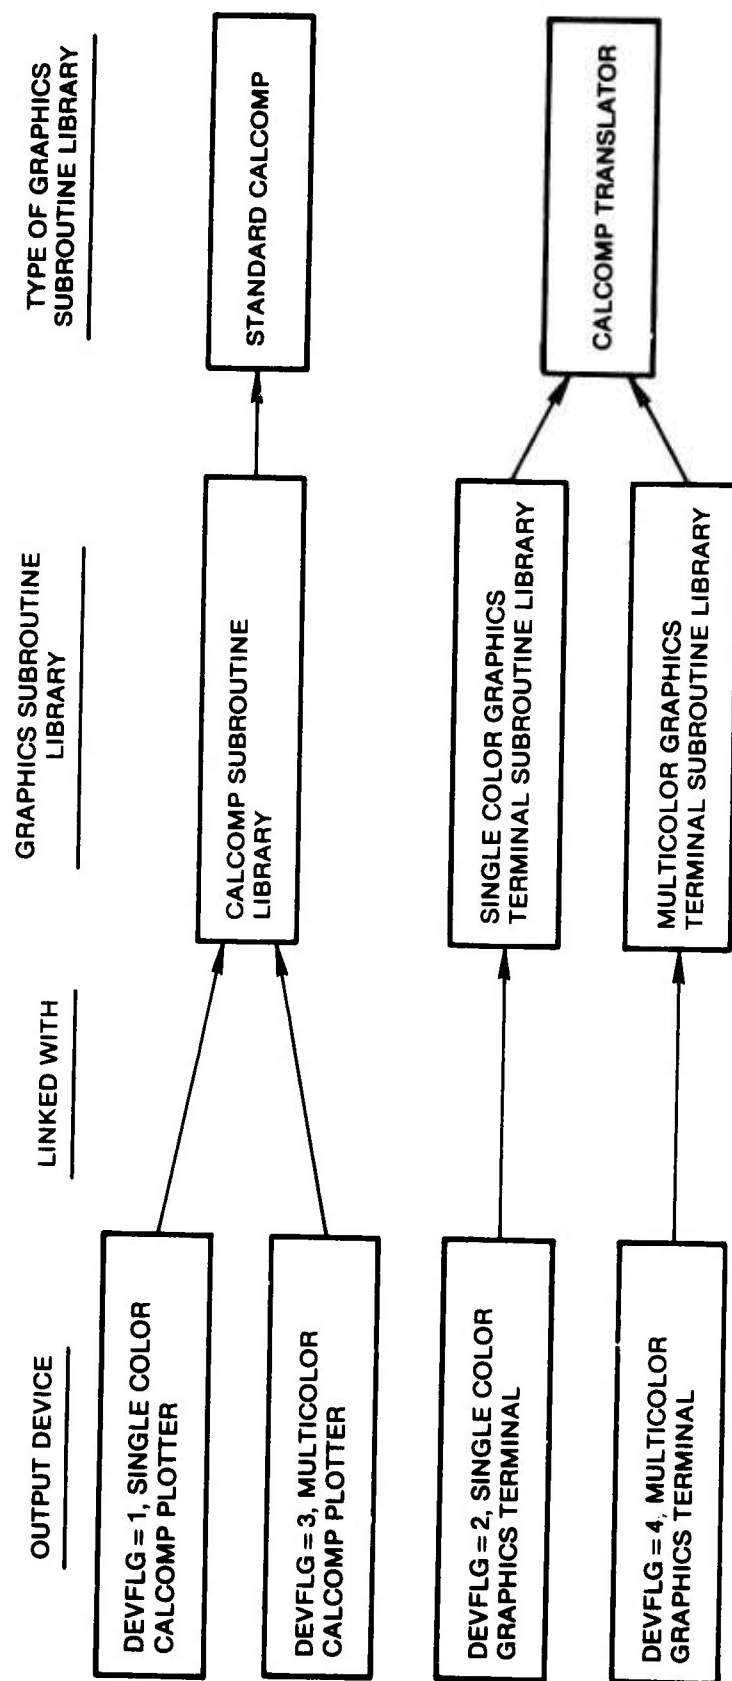 OUTPUT DEVICE
LINKED WITH
GRAPHICS SUBROUTINE
LIBRARY
TYPE OF GRAPHICS
SUBROUTINE LIBRARY
DEVFLG = 1, SINGLE COLOR
CALCOMP PLOTTER
DEVFLG = 3, MULTICOLOR
CALCOMP PLOTTER
CALCOMP SUBROUTINE
LIBRARY
STANDARD CALCOMP
DEVFLG = 2, SINGLE COLOR
GRAPHICS TERMINAL
SINGLE COLOR GRAPHICS
TERMINAL SUBROUTINE LIBRARY
DEVFLG = 4, MULTICOLOR
GRAPHICS TERMINAL
MULTICOLOR GRAPHICS
TERMINAL SUBROUTINE LIBRARY
CALCOMP TRANSLATOR